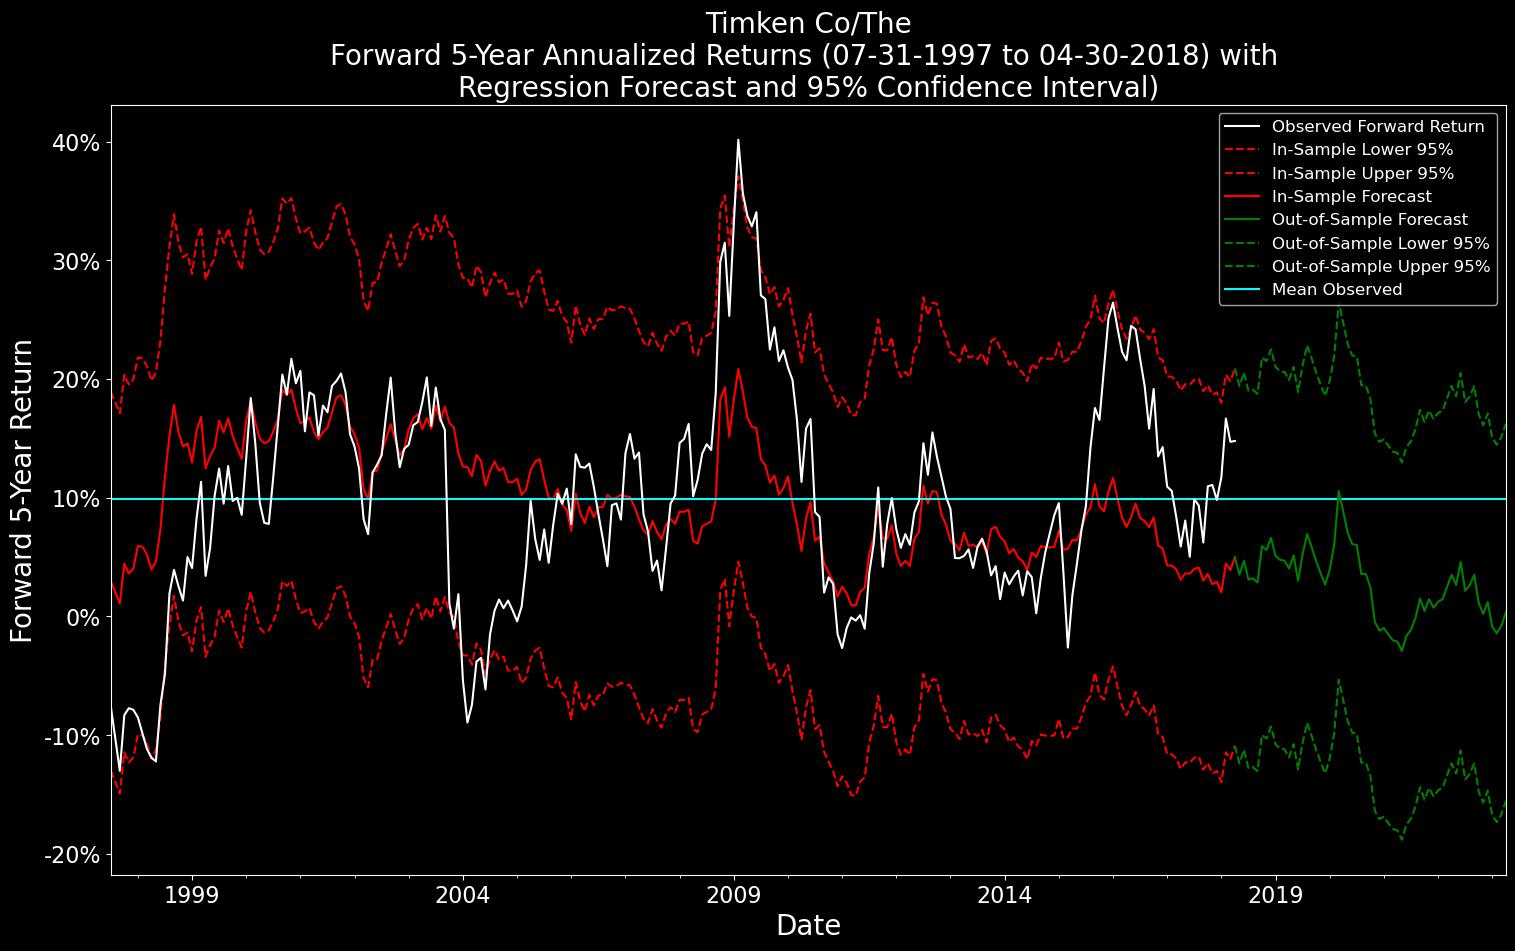 Timken Co/The
Forward 5-Year Annualized Returns (07-31-1997 to 04-30-2018) with
Regression Forecast and 95% Confidence Interval)
Forward 5-Year Return
40%
30%
20%
10%
0%
-10%
-20%
Observed Forward Return
In-Sample Lower 95%
In-Sample Upper 95%
In-Sample Forecast
Out-of-Sample Forecast
Out-of-Sample Lower 95%
Out-of-Sample Upper 95%
Mean Observed
1999 2004 2009 2014 2019
Date